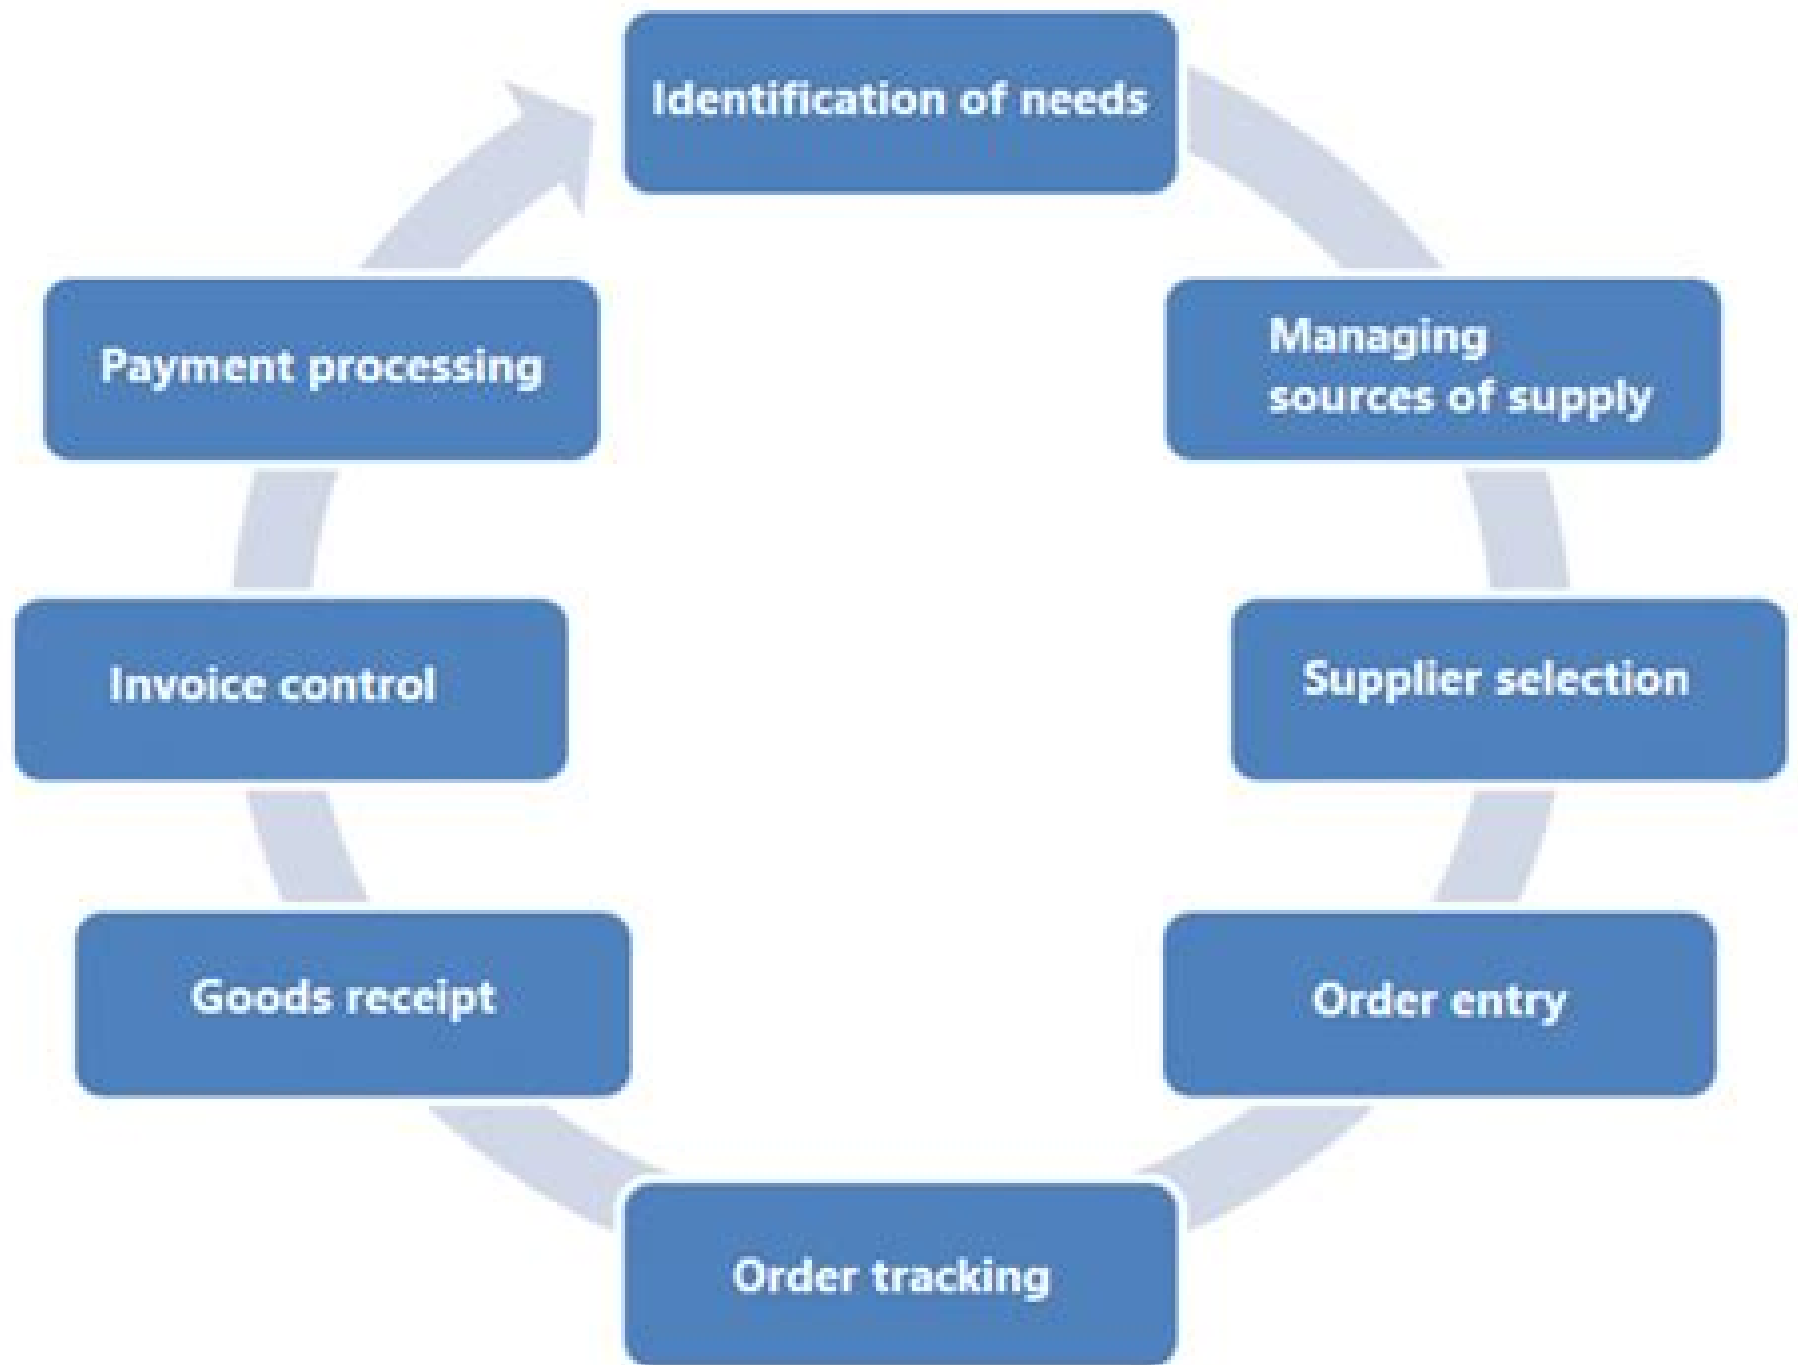 Identification of needs
Managing
sources of supply
Supplier selection
Order entry
Order tracking
Goods receipt
Invoice control
Payment processing